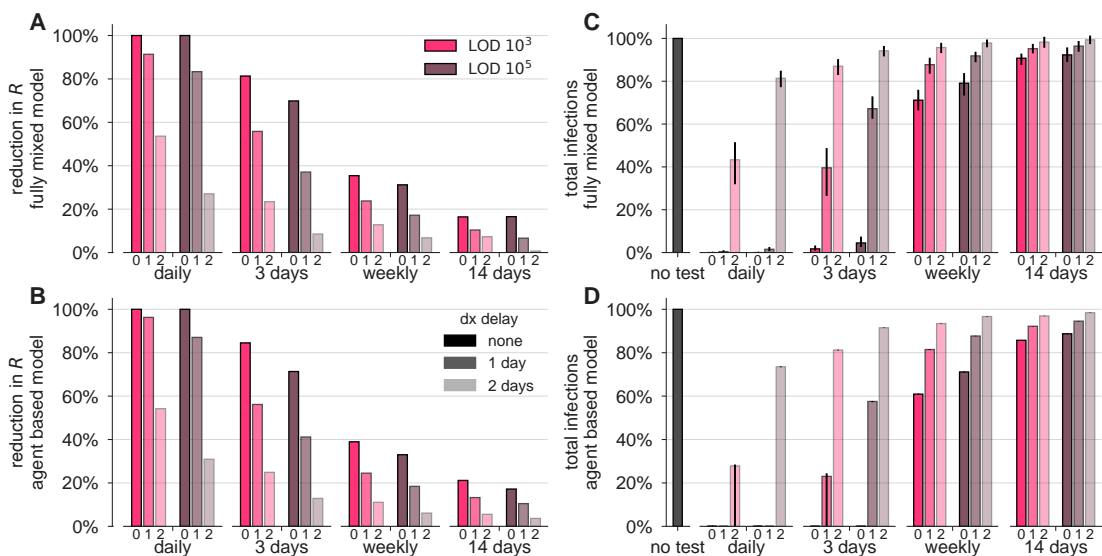 A
reduction in R
fully mixed model
100%
80%
60%
40%
20%
0%
LOD 10^3
LOD 10^5
0 1 2 0 1 2 0 1 2 0 1 2 0 1 2 0 1 2 0 1 2 0 1 2
daily 3 days weekly 14 days
C
total infections
fully mixed model
100%
80%
60%
40%
20%
0%
0 1 2 0 1 2 0 1 2 0 1 2 0 1 2 0 1 2 0 1 2 0 1 2
no test daily 3 days weekly 14 days
B
reduction in R
agent based model
100%
80%
60%
40%
20%
0%
dx delay
none
1 day
2 days
0 1 2 0 1 2 0 1 2 0 1 2 0 1 2 0 1 2 0 1 2 0 1 2
daily 3 days weekly 14 days
D
total infections
agent based model
100%
80%
60%
40%
20%
0%
0 1 2 0 1 2 0 1 2 0 1 2 0 1 2 0 1 2 0 1 2 0 1 2
no test daily 3 days weekly 14 days